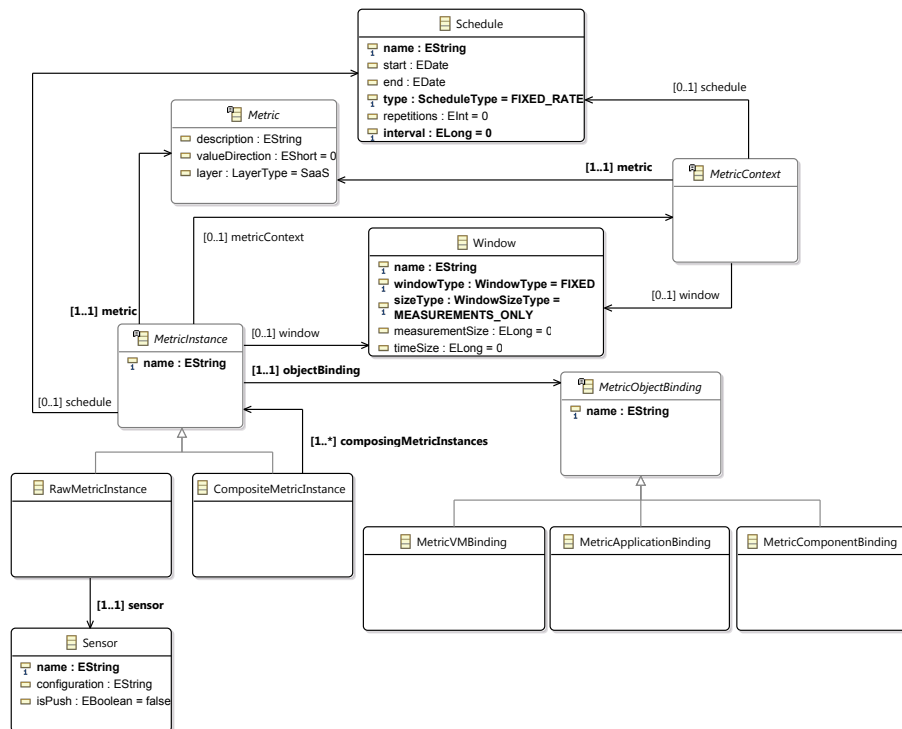 Schedule
name : EString
start : EDate
end : EDate
type : ScheduleType = FIXED_RATE
repetitions : EInt = 0
interval : ELong = 0
[0..1] schedule
Metric
description : EString
valueDirection : EShort = 0
layer : LayerType = SaaS
[1..1] metric
MetricContext
[0..1] metricContext
Window
name : EString
windowType : WindowType = FIXED
sizeType : WindowSizeType =
MEASUREMENTS_ONLY
measurementSize : ELong = 0
timeSize : ELong = 0
[0..1] window
[1..1] metric
MetricInstance
name : EString
[0..1] window
[1..1] objectBinding
MetricObjectBinding
name : EString
[0..1] schedule
[1..*] composingMetricInstances
RawMetricInstance
CompositeMetricInstance
MetricVMBinding
MetricApplicationBinding
MetricComponentBinding
[1..1] sensor
Sensor
name : EString
configuration : EString
isPush : EBoolean = false